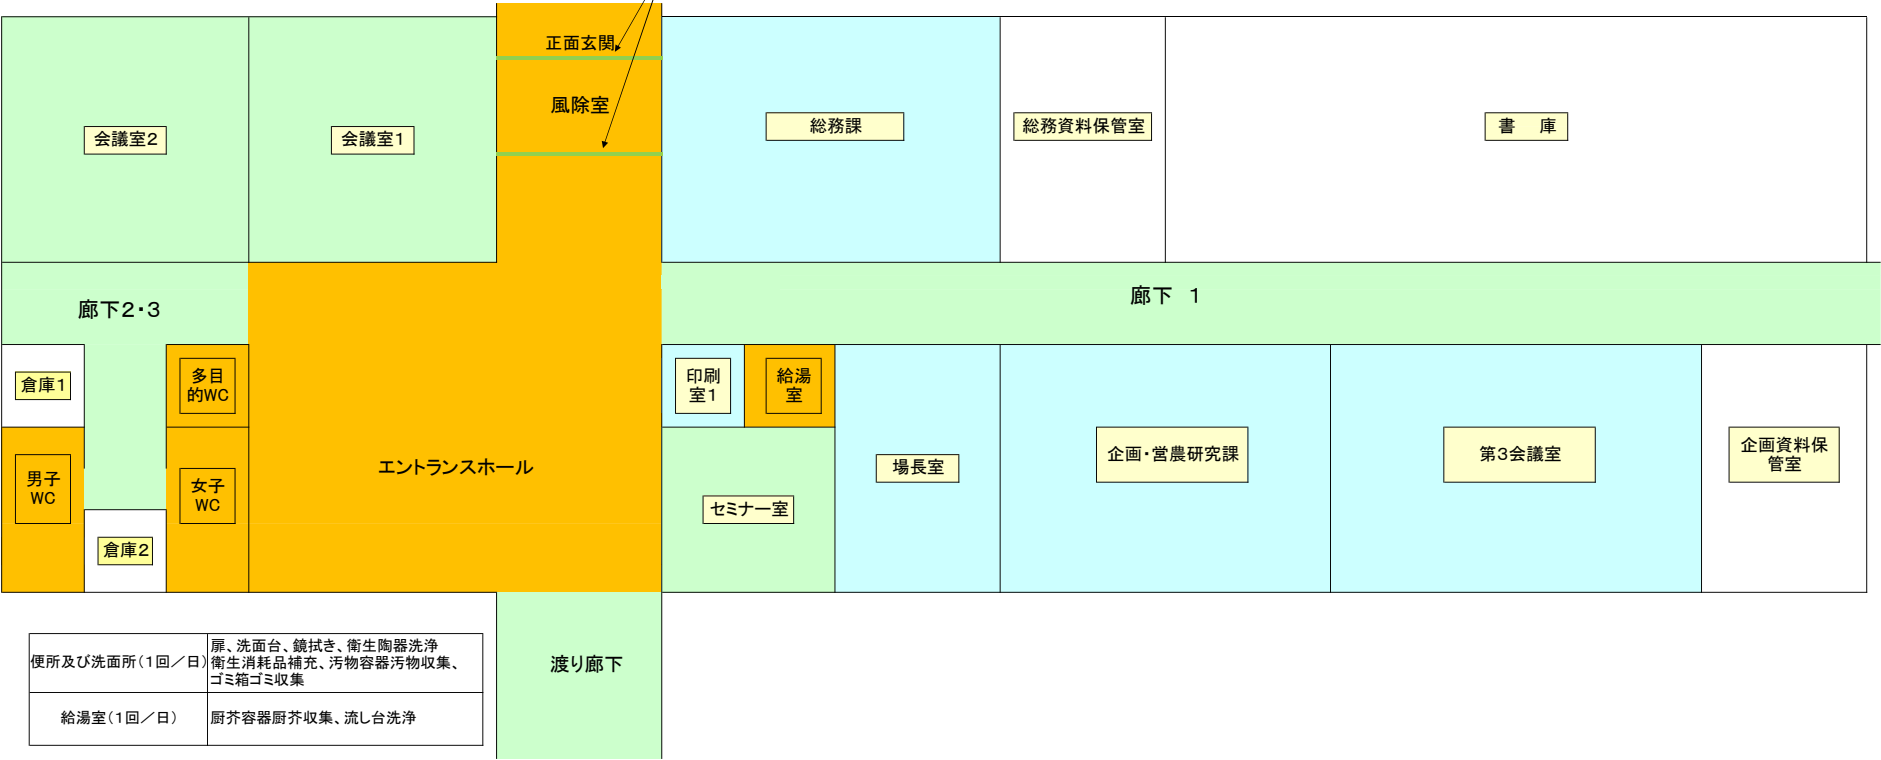 正面玄関
風除室
会議室2
会議室1
総務課
総務資料保管室
書　庫
廊下2・3
廊下　1
倉庫1
多目
的WC
印刷
室1
給湯
室
男子
WC
女子
WC
エントランスホール
セミナー室
場長室
企画・営農研究課
第3会議室
企画資料保
管室
倉庫2
渡り廊下
便所及び洗面所(1回／日)
扉、洗面台、鏡拭き、衛生陶器洗浄
衛生消耗品補充、汚物容器汚物収集、
ゴミ箱ゴミ収集
給湯室(1回／日)
厨芥容器厨芥収集、流し台洗浄